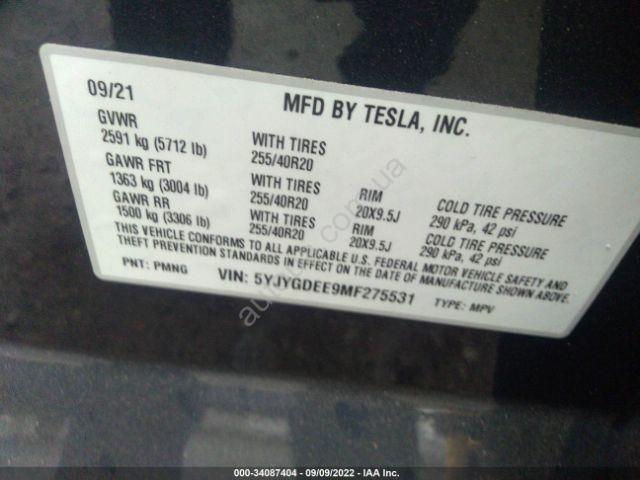 09/21
MFD BY TESLA, INC.
GVWR
2591 kg (5712 lb) WITH TIRES
GAWR FRT 255/40R20
1363 kg (3004 lb) WITH TIRES RIM COLD TIRE PRESSURE
GAWR RR 255/40R20 20X9.5J 290 kPa, 42 psi
1500 kg (3306 lb) WITH TIRES RIM COLD TIRE PRESSURE
255/40R20 20X9.5J 290 kPa, 42 psi
THIS VEHICLE CONFORMS TO ALL APPLICABLE U.S. FEDERAL MOTOR VEHICLE SAFETY AND
THEFT PREVENTION STANDARDS IN EFFECT ON THE DATE OF MANUFACTURE SHOWN ABOVE.
PNT: PMNG VIN: 5YJYGDEE9MF275531 TYPE: MPV
autoauction.com.ua
000-34087404 - 09/09/2022 - IAA Inc.